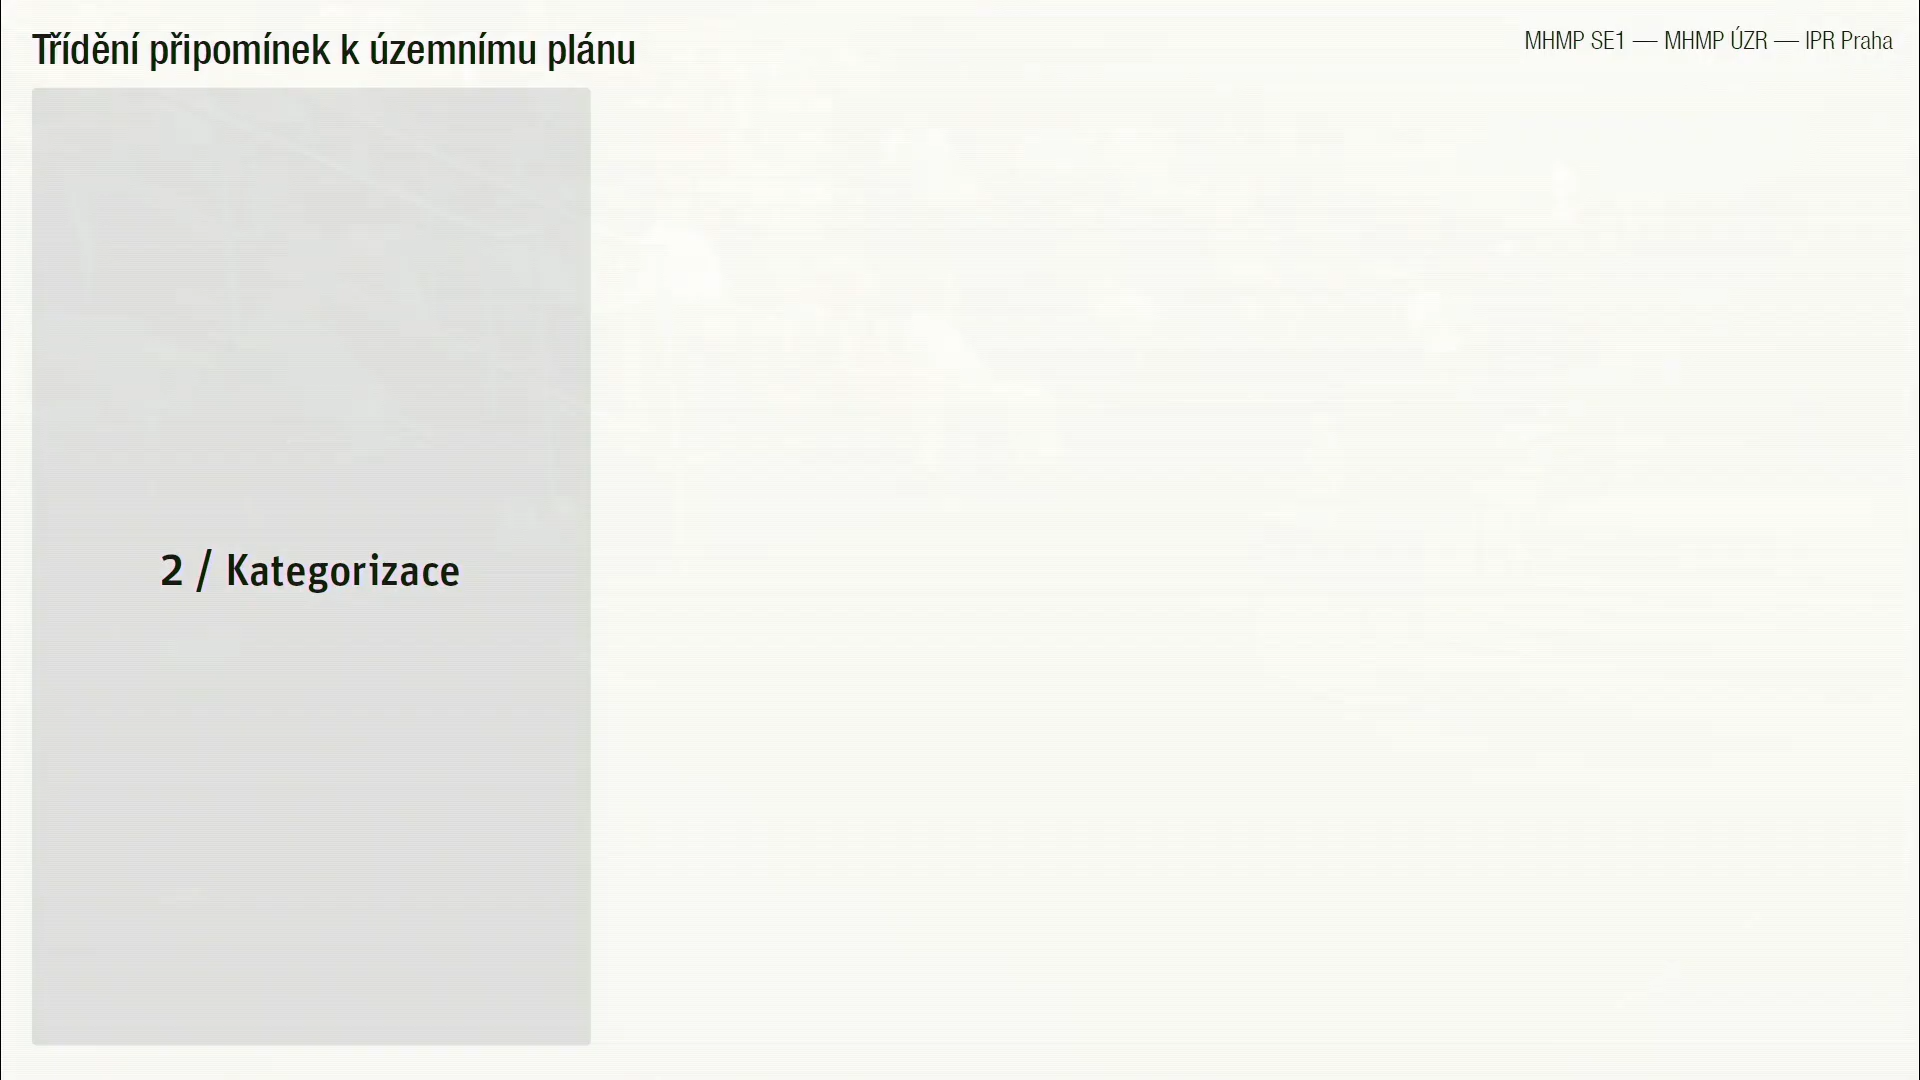 Třídění připomínek k územnímu plánu
MHMP SE1 — MHMP ÚZR — IPR Praha
2 / Kategorizace